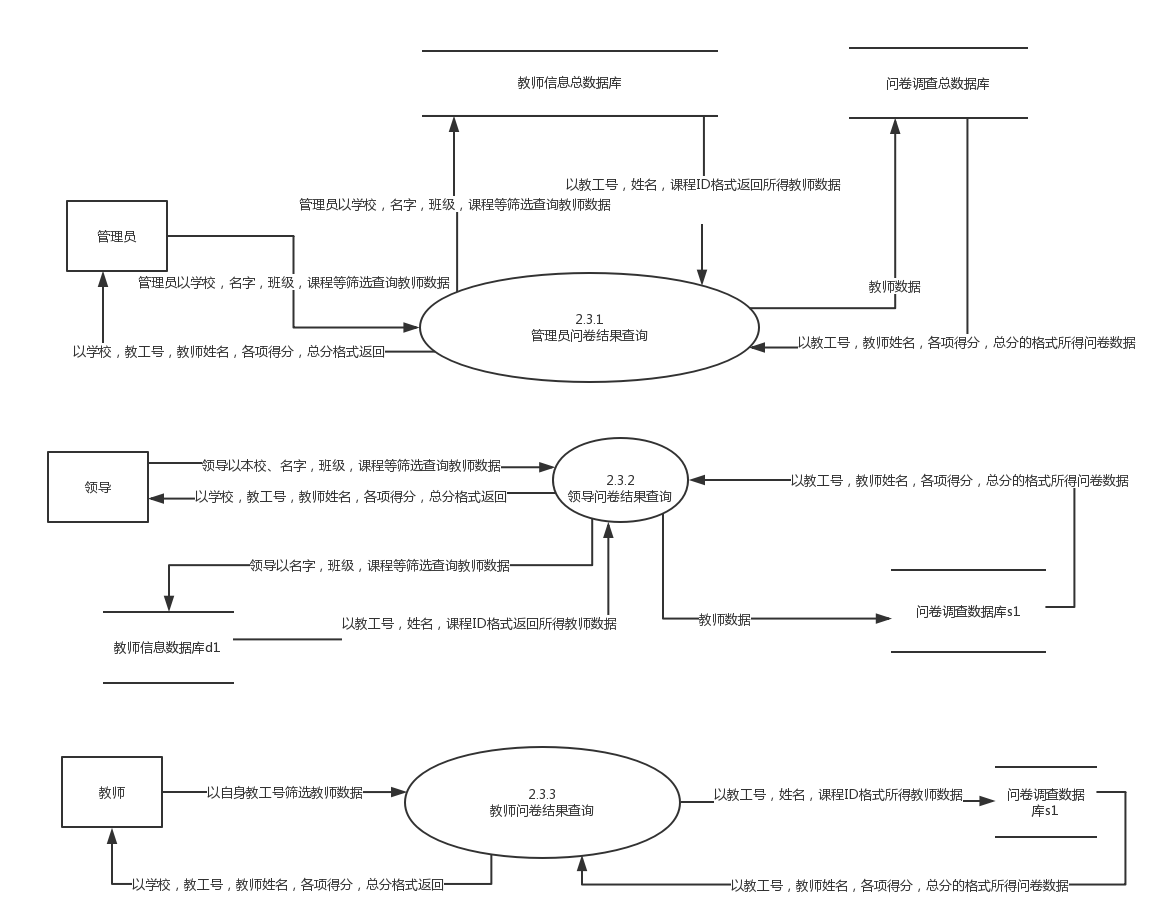 教师信息总数据库
问卷调查总数据库
以教工号，姓名，课程ID格式返回所得教师数据
管理员以学校，名字，班级，课程等筛选查询教师数据
管理员
管理员以学校，名字，班级，课程等筛选查询教师数据
教师数据
2.3.1
管理员问卷结果查询
以学校，教工号，教师姓名，各项得分，总分格式返回
以教工号，教师姓名，各项得分，总分的格式所得问卷数据
领导以本校、名字，班级，课程等筛选查询教师数据
领导
2.3.2
领导问卷结果查询
以教工号，教师姓名，各项得分，总分的格式所得问卷数据
以学校，教工号，教师姓名，各项得分，总分格式返回
领导以名字，班级，课程等筛选查询教师数据
问卷调查数据库s1
以教工号，姓名，课程ID格式返回所得教师数据
教师数据
教师信息数据库d1
教师
以自身教工号筛选教师数据
2.3.3
教师问卷结果查询
以教工号，姓名，课程ID格式所得教师数据
问卷调查数据
库s1
以学校，教工号，教师姓名，各项得分，总分格式返回
以教工号，教师姓名，各项得分，总分的格式所得问卷数据